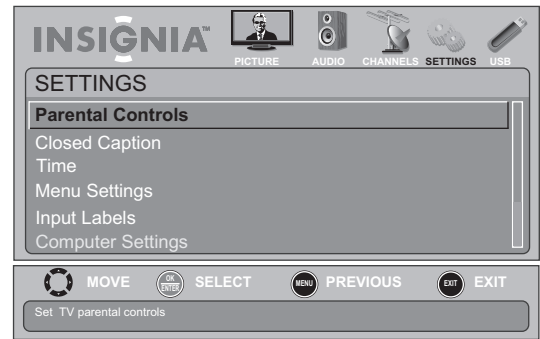 INSIGNIA™
PICTURE AUDIO CHANNELS SETTINGS USB
SETTINGS
Parental Controls
Closed Caption
Time
Menu Settings
Input Labels
Computer Settings
MOVE OK ENTER SELECT MENU PREVIOUS EXIT EXIT
Set TV parental controls